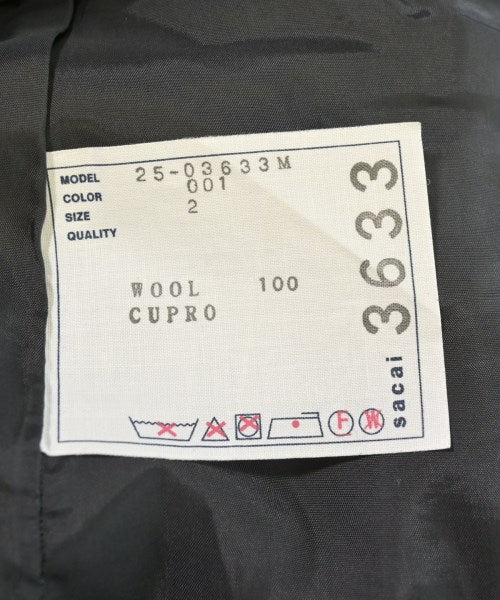 MODEL 25-03633M
COLOR 001
SIZE 2
QUALITY
WOOL 100
CUPRO
F W
sacai 3633